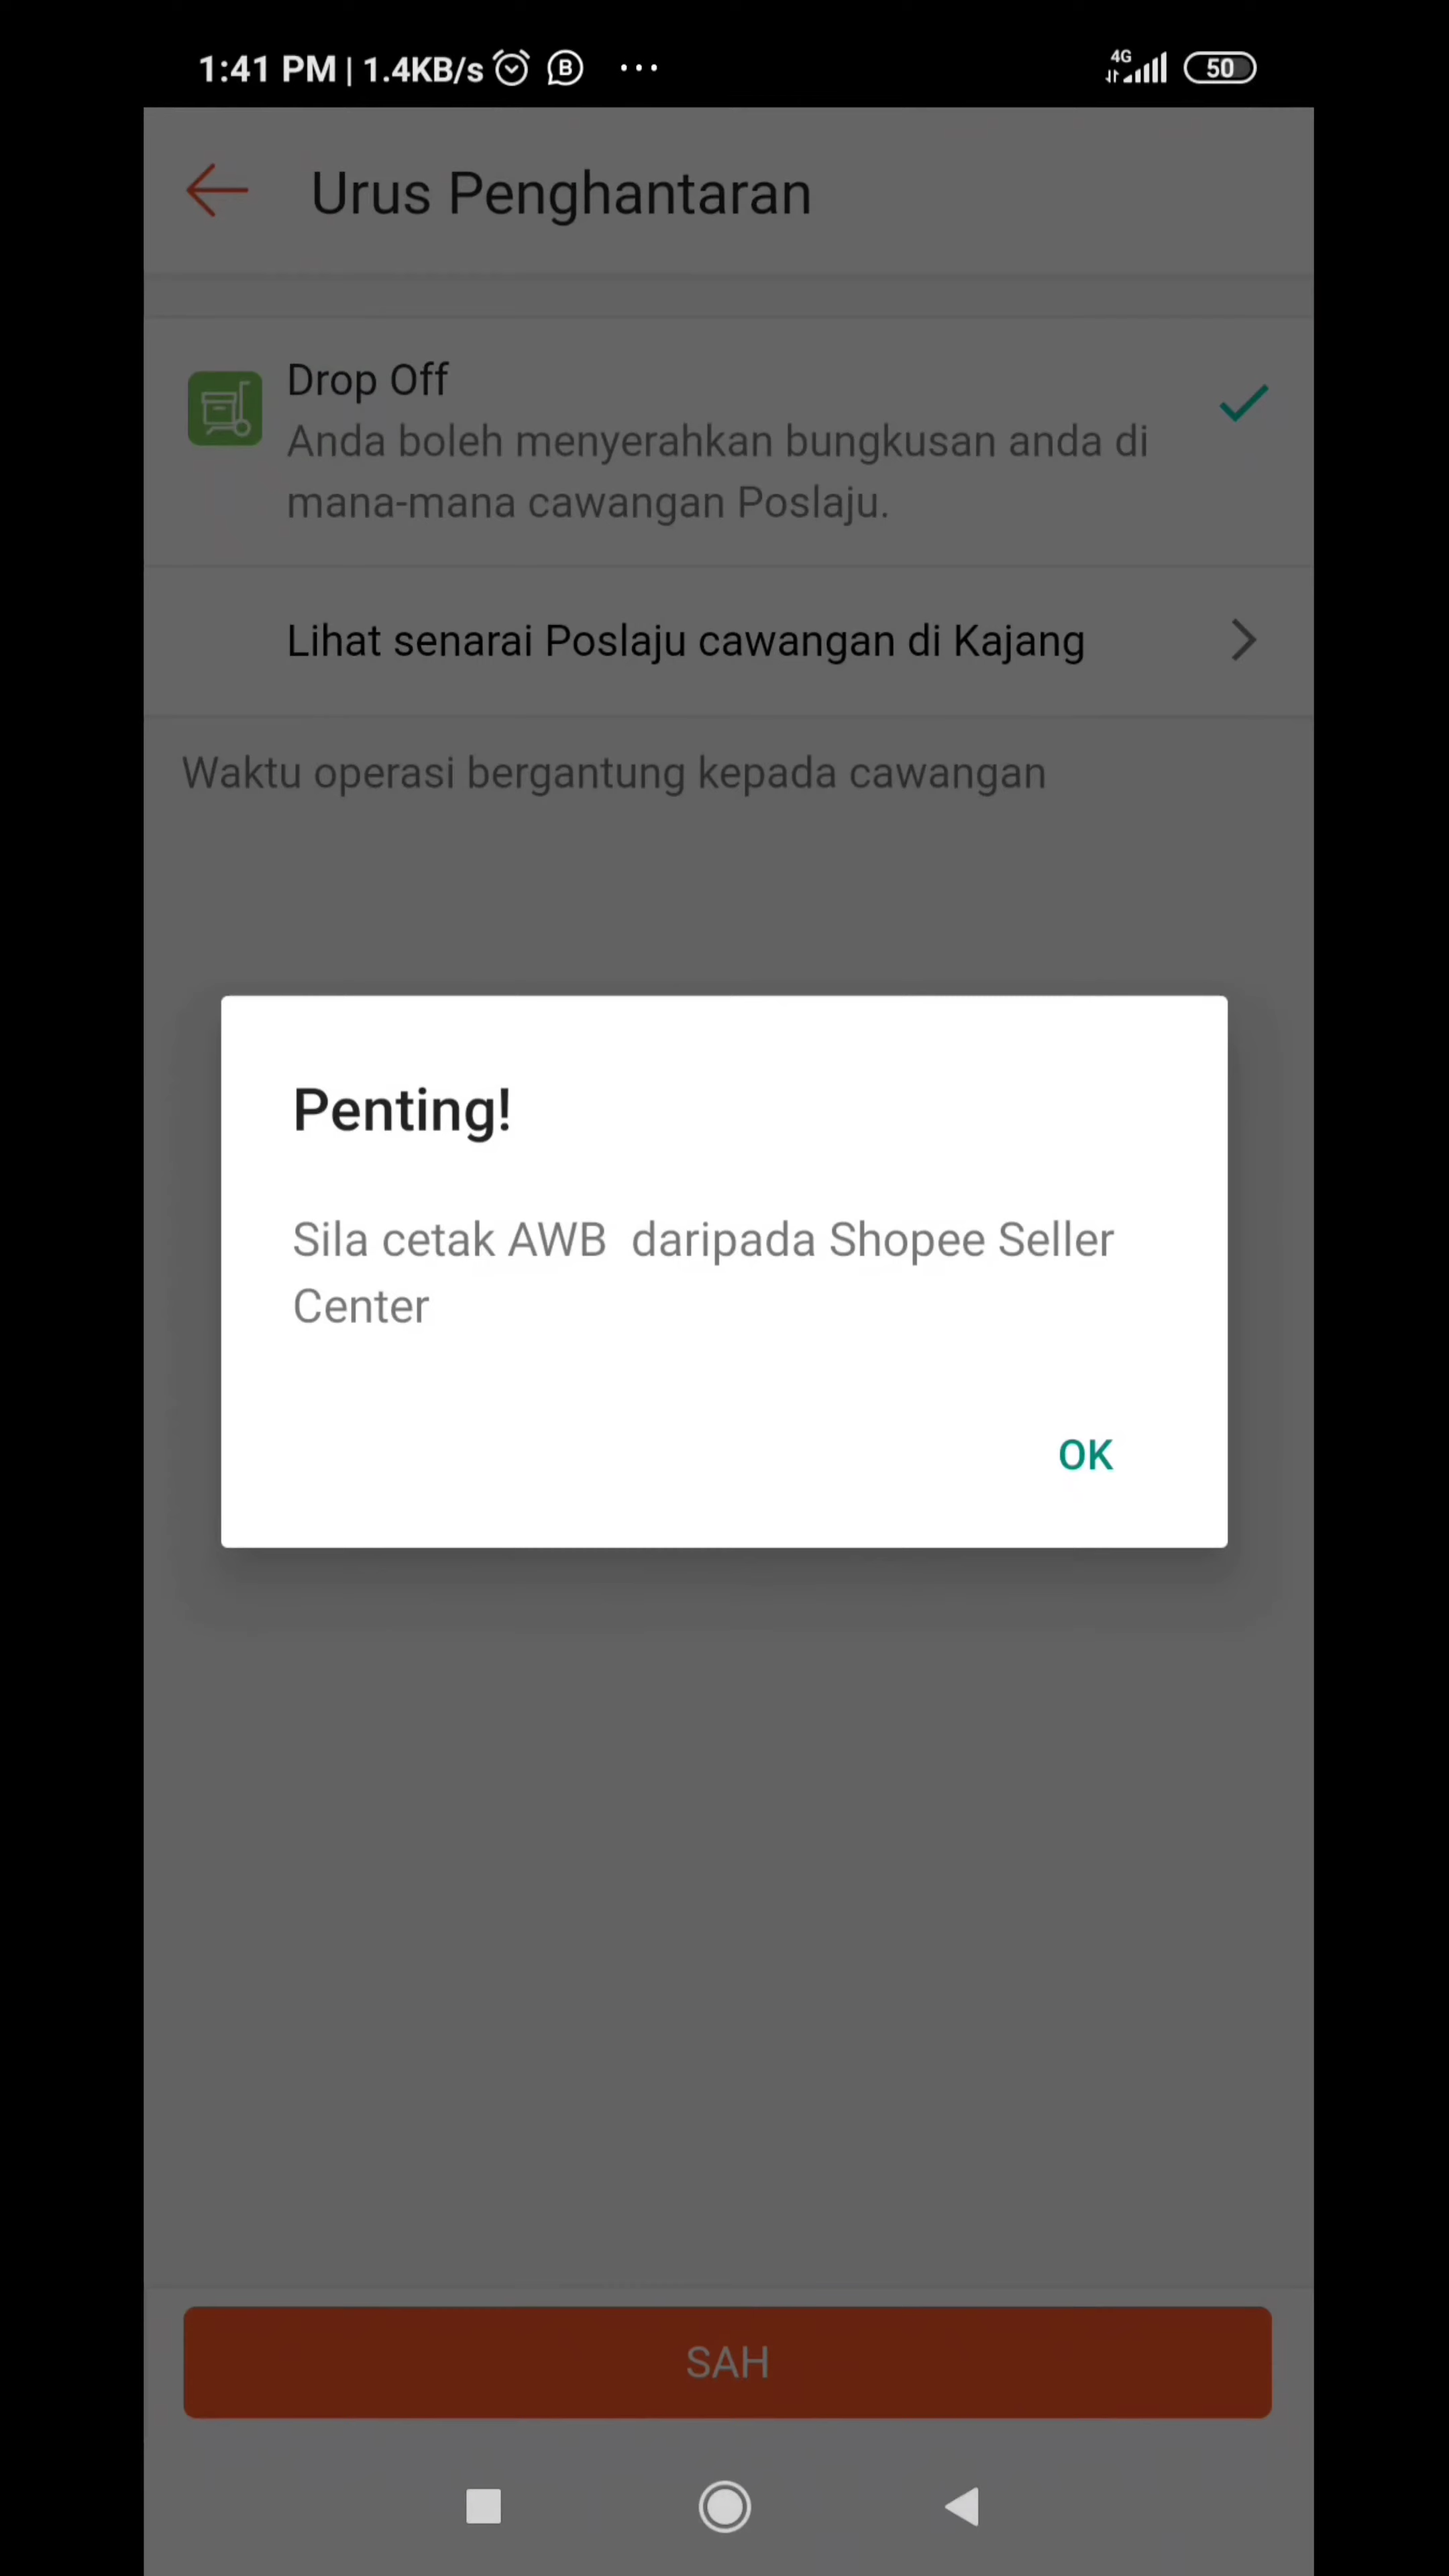 1:41 PM | 1.4KB/s B ... 4G 50
Urus Penghantaran
Drop Off
Anda boleh menyerahkan bungkusan anda di
mana-mana cawangan Poslaju.
Lihat senarai Poslaju cawangan di Kajang
Waktu operasi bergantung kepada cawangan
Penting!
Sila cetak AWB  daripada Shopee Seller
Center
OK
SAH